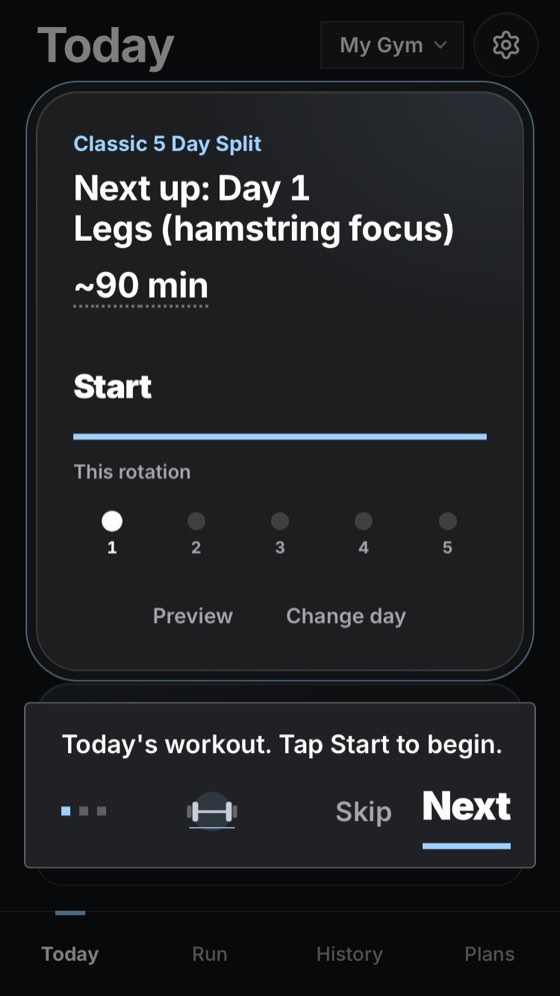 Today
My Gym
Classic 5 Day Split
Next up: Day 1
Legs (hamstring focus)
~90 min
Start
This rotation
1 2 3 4 5
Preview Change day
Today's workout. Tap Start to begin.
Skip Next
Today Run History Plans